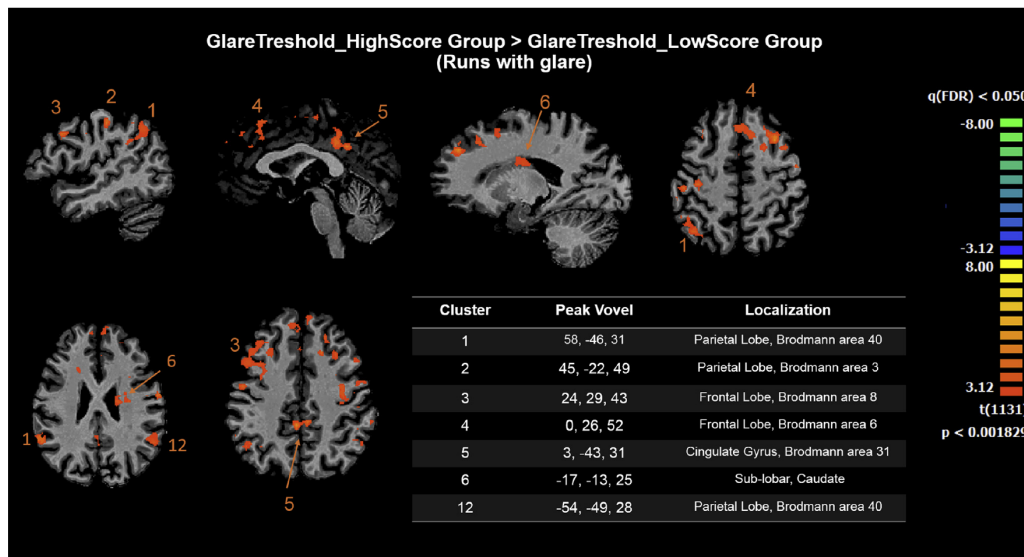 GlareTreshold_HighScore Group > GlareTreshold_LowScore Group
(Runs with glare)
3
2
1
4
5
6
4
1
q(FDR) < 0.050
-8.00
-3.12
8.00
3.12
t(1131)
p < 0.001829
1
6
12
3
5
Cluster Peak Vovel Localization
1 58, -46, 31 Parietal Lobe, Brodmann area 40
2 45, -22, 49 Parietal Lobe, Brodmann area 3
3 24, 29, 43 Frontal Lobe, Brodmann area 8
4 0, 26, 52 Frontal Lobe, Brodmann area 6
5 3, -43, 31 Cingulate Gyrus, Brodmann area 31
6 -17, -13, 25 Sub-lobar, Caudate
12 -54, -49, 28 Parietal Lobe, Brodmann area 40